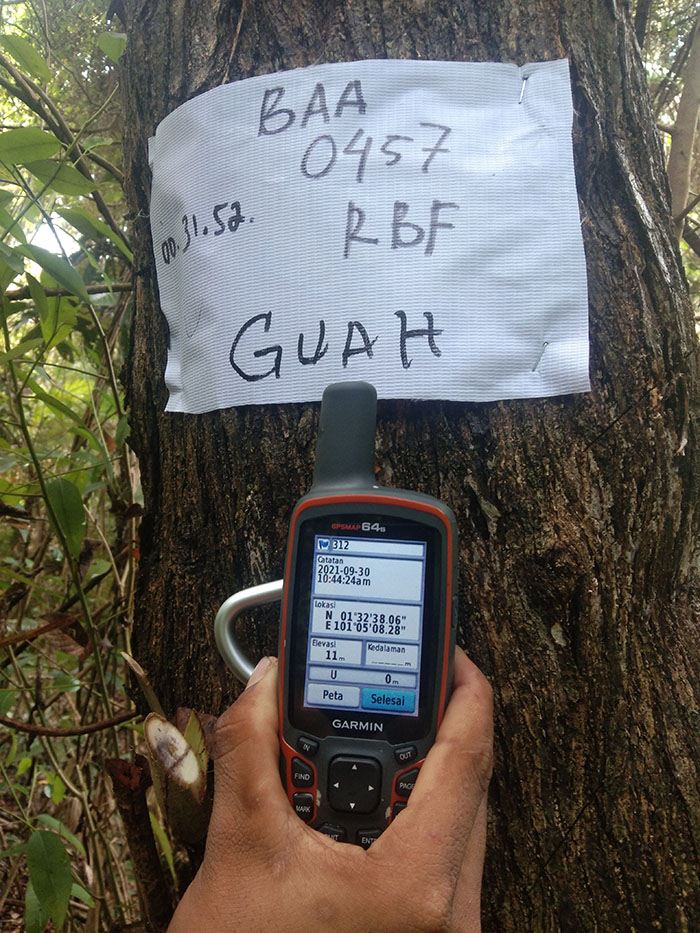 BAA
0457
00.31.52.
RBF
GUAH
GPSMAP 64s
312
Catatan
2021-09-30
10:44:24am
Lokasi
N 01°32'38.06"
E 101°05'08.28"
Elevasi
11 m
Kedalaman
_____ m
U 0 m
Peta
Selesai
GARMIN
IN
OUT
FIND
PAGE
MARK
QUIT
ENTER